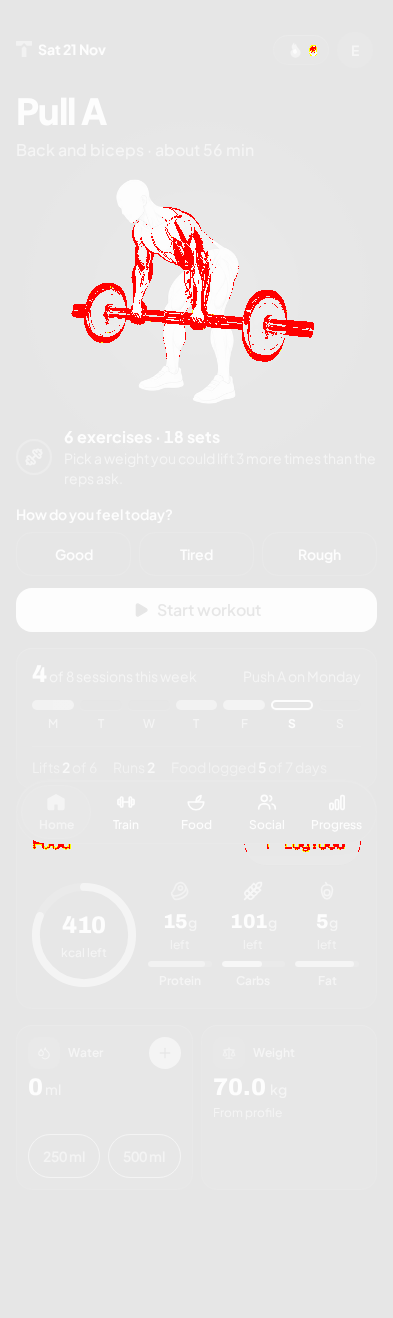 Sat 21 Nov
E
Pull A
Back and biceps · about 56 min
6 exercises · 18 sets
Pick a weight you could lift 3 more times than the
reps ask.
How do you feel today?
Good
Tired
Rough
Start workout
4 of 8 sessions this week
Push A on Monday
M T W T F S S
Lifts 2 of 6 Runs 2 Food logged 5 of 7 days
Home Train Food Social Progress
410
kcal left
15 g
left
Protein
101 g
left
Carbs
5 g
left
Fat
Water
0 ml
250 ml
500 ml
Weight
70.0 kg
From profile